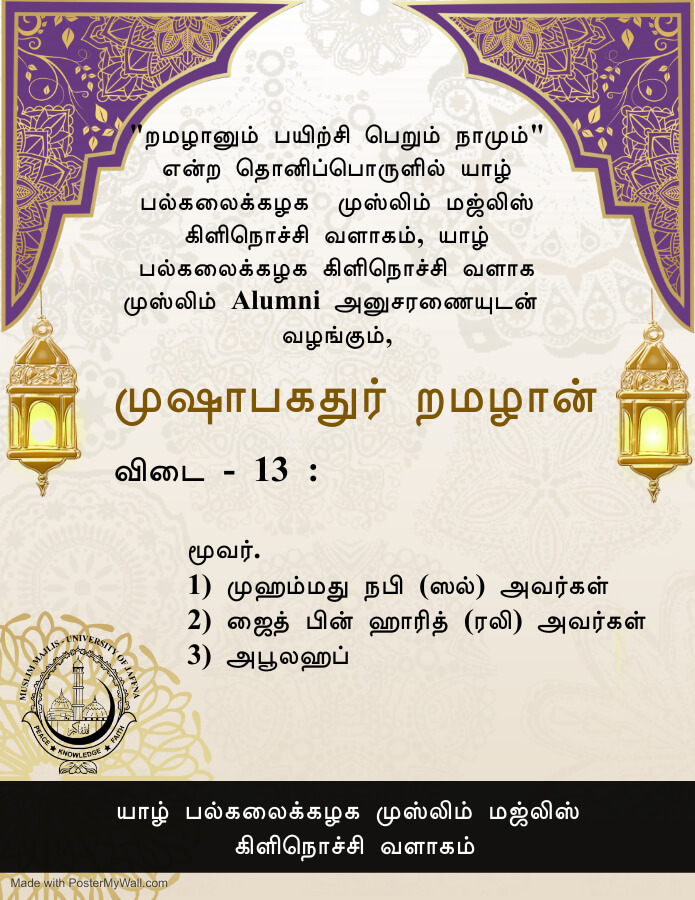 "றமழானும் பயிற்சி பெறும் நாமும்"
என்ற தொனிப்பொருளில் யாழ்
பல்கலைக்கழக முஸ்லிம் மஜ்லிஸ்
கிளிநொச்சி வளாகம், யாழ்
பல்கலைக்கழக கிளிநொச்சி வளாக
முஸ்லிம் Alumni அனுசரணையுடன்
வழங்கும்,
முஷாபகதுர் றமழான்
விடை - 13 :
மூவர்.
1) முஹம்மது நபி (ஸல்) அவர்கள்
2) ஜைத் பின் ஹாரித் (ரலி) அவர்கள்
3) அபூலஹப்
MUSLIM MAJLIS - UNIVERSITY OF JAFFNA
PEACE ★ KNOWLEDGE ★ FAITH
யாழ் பல்கலைக்கழக முஸ்லிம் மஜ்லிஸ்
கிளிநொச்சி வளாகம்
Made with PosterMyWall.com